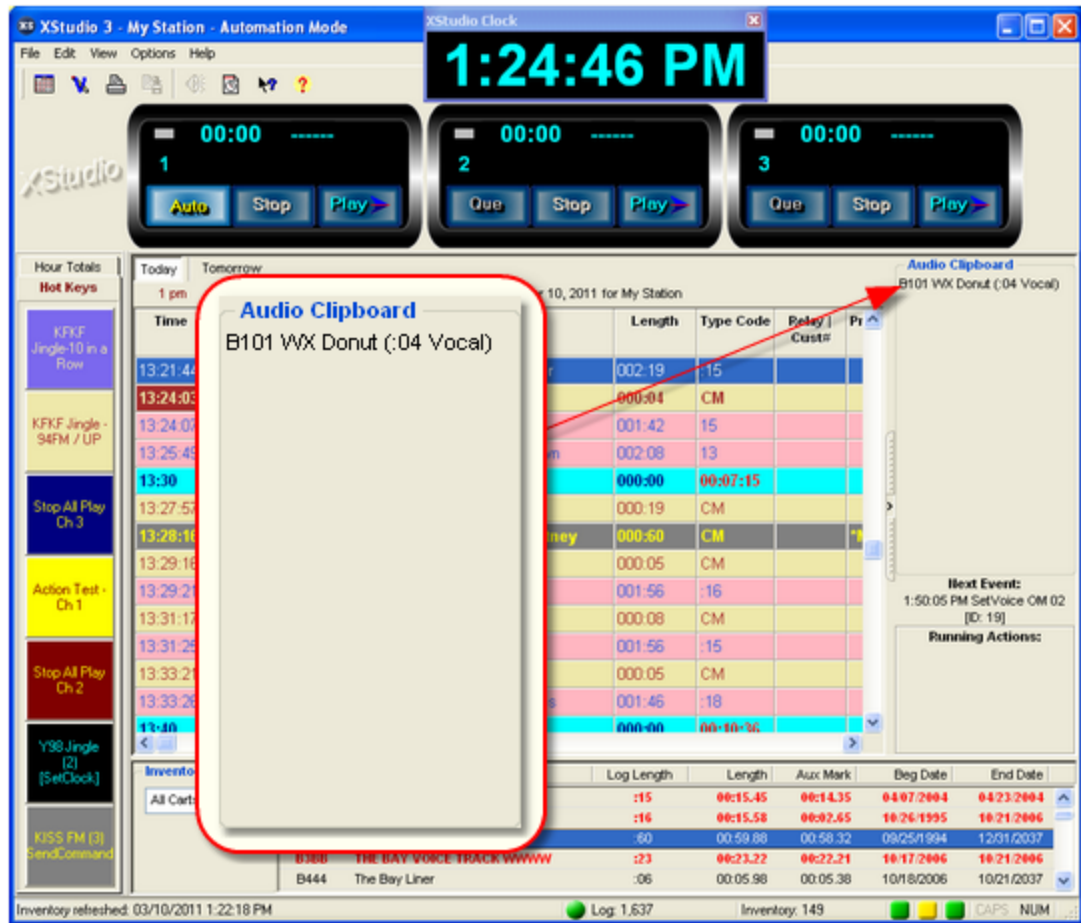 XStudio 3 - My Station - Automation Mode
XStudio Clock
File Edit View Options Help
1:24:46 PM
XStudio
00:00 ------
1
Auto Stop Play
00:00 ------
2
Que Stop Play
00:00 ------
3
Que Stop Play
Hour Totals
Hot Keys
KFKF
Jingle-10 in a
Row
KFKF Jingle -
94FM / UP
Stop All Play
Ch 3
Action Test -
Ch 1
Stop All Play
Ch 2
Y98 Jingle
(2)
[SetClock]
KISS FM (3)
SendCommand
Today Tomorrow
1 pm 10, 2011 for My Station
Time Length Type Code Relay | Cust#
13:21:44 002:19 :15
13:24:03 000:04 CM
13:24:07 001:42 15
13:25:49 002:08 13
13:30 000:00 00:07:15
13:27:57 000:19 CM
13:28:16 000:60 CM
13:29:16 000:05 CM
13:29:21 001:56 :16
13:31:17 000:08 CM
13:31:25 001:56 :15
13:33:21 000:05 CM
13:33:26 001:46 :18
13:40 000:00 00:10:36
Audio Clipboard
B101 WX Donut (:04 Vocal)
Audio Clipboard
B101 WX Donut (:04 Vocal)
Next Event:
1:50:05 PM SetVoice OM 02
[ID: 19]
Running Actions:
Log Length Length Aux Mark Beg Date End Date
:15 00:15.45 00:14.35 04/07/2004 04/23/2004
:16 00:15.58 00:02.65 10/26/1995 10/21/2006
:60 00:59.88 00:58.32 09/25/1994 12/31/2037
B3BB THE BAY VOICE TRACK WWWWW :23 00:23.22 00:22.21 10/17/2006 10/21/2006
B444 The Bay Liner :06 00:05.98 00:05.38 10/18/2006 10/21/2037
Inventory refreshed: 03/10/2011 1:22:18 PM Log: 1,637 Inventory: 149 CAPS NUM